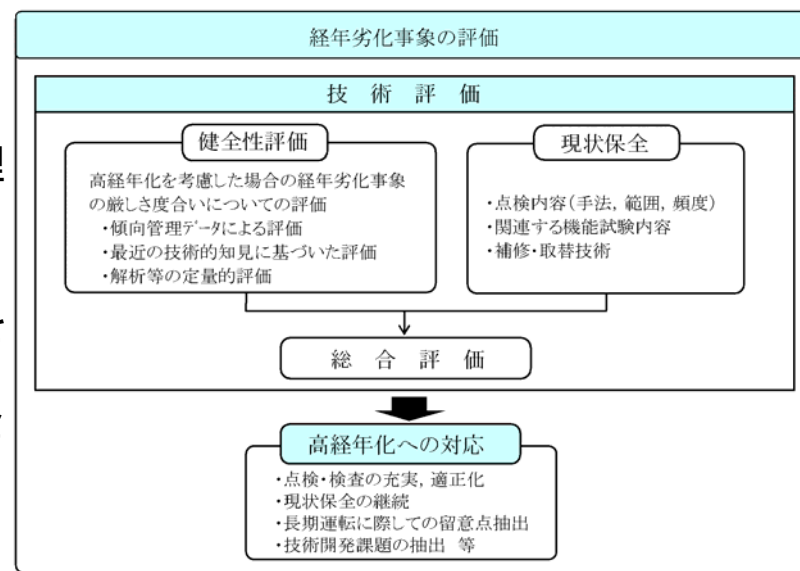 経年劣化事象の評価
技 術 評 価
健全性評価
高経年化を考慮した場合の経年劣化事象
の厳しさ度合いについての評価
・傾向管理データによる評価
・最近の技術的知見に基づいた評価
・解析等の定量的評価
現状保全
・点検内容(手法, 範囲, 頻度)
・関連する機能試験内容
・補修・取替技術
総 合 評 価
高経年化への対応
・点検・検査の充実, 適正化
・現状保全の継続
・長期運転に際しての留意点抽出
・技術開発課題の抽出 等